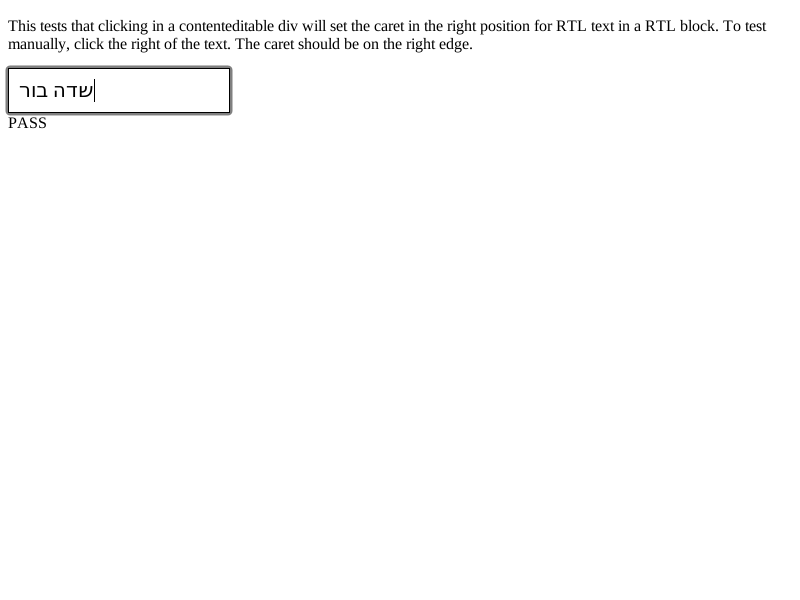 This tests that clicking in a contenteditable div will set the caret in the right position for RTL text in a RTL block. To test
manually, click the right of the text. The caret should be on the right edge.
שדה בור
PASS